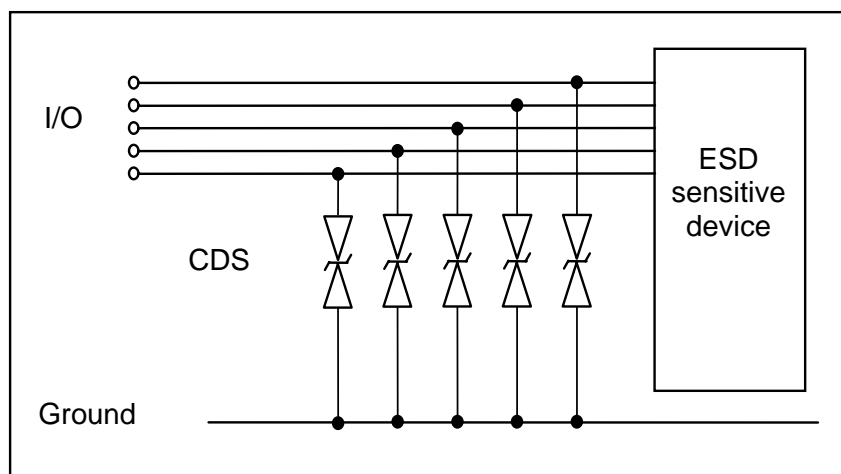 I/O
ESD
sensitive
device
CDS
Ground